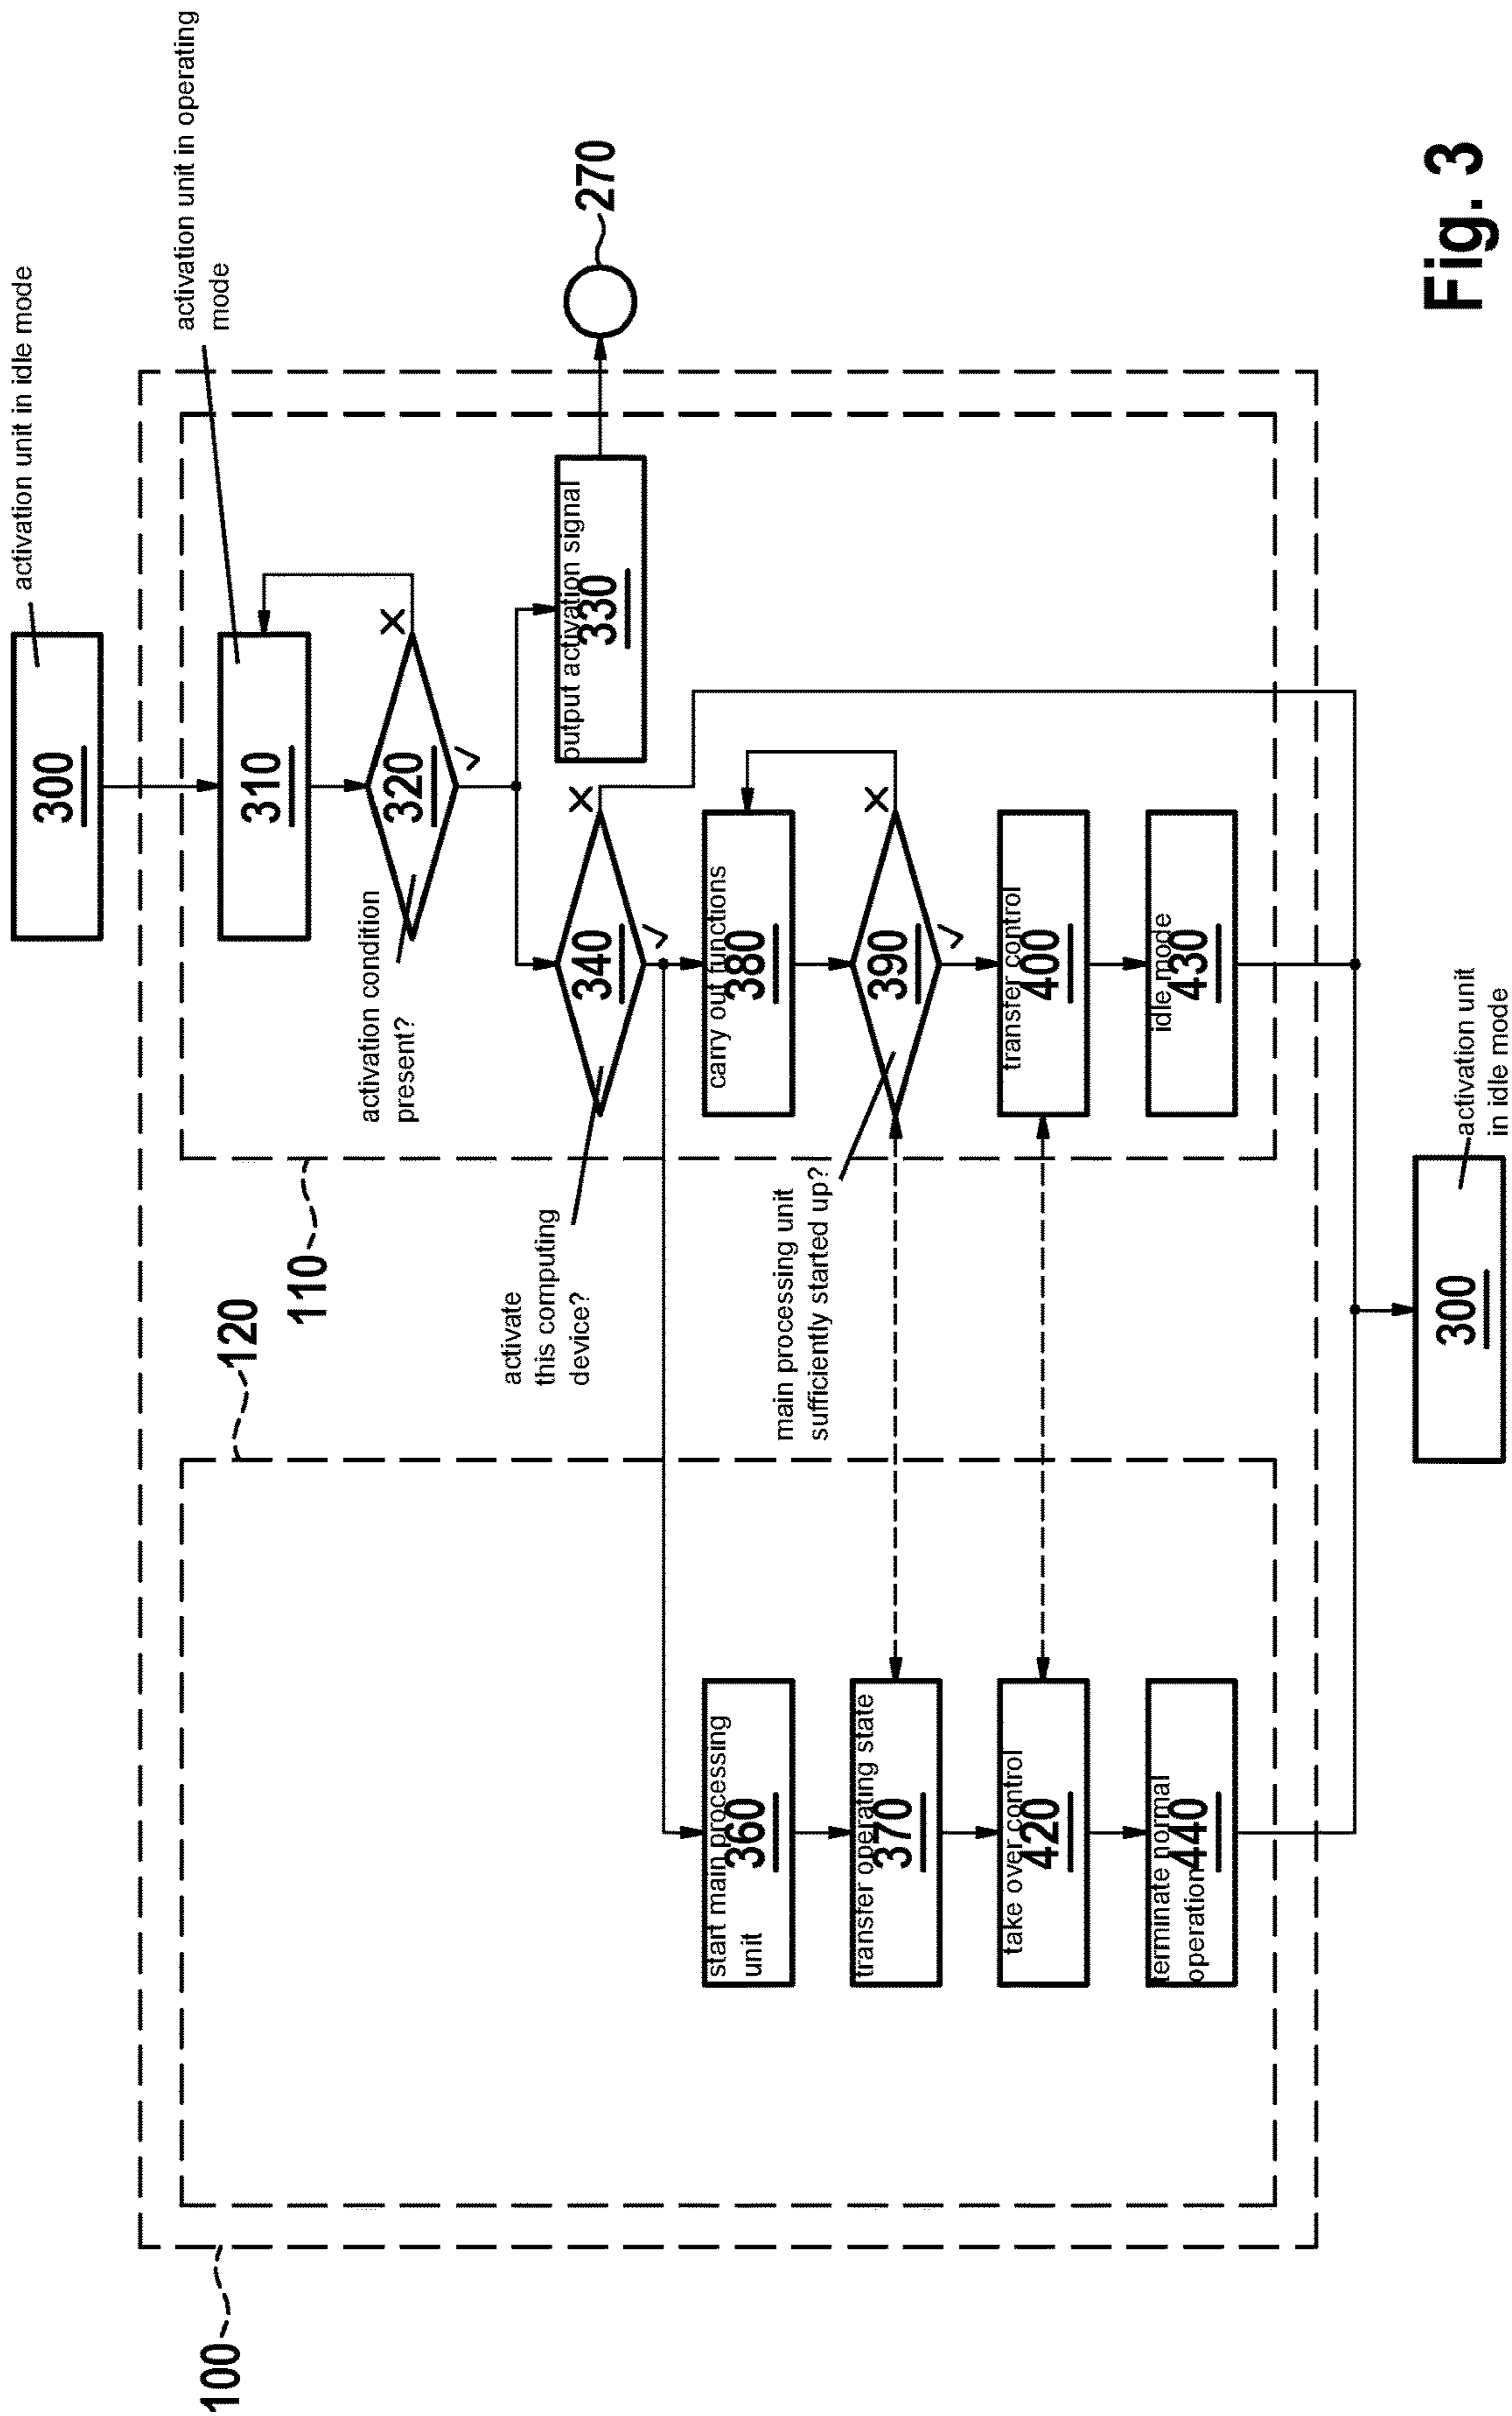 activation unit in idle mode
300
activation unit in operating
mode
310
320
activation condition
present?
output activation signal
330
270
340
activate
this computing
device?
110
120
100
carry out functions
380
start main processing
unit
360
390
main processing unit
sufficiently started up?
transfer operating state
370
transfer control
400
take over control
420
idle mode
430
terminate normal
operation
440
300
activation unit
in idle mode
Fig. 3